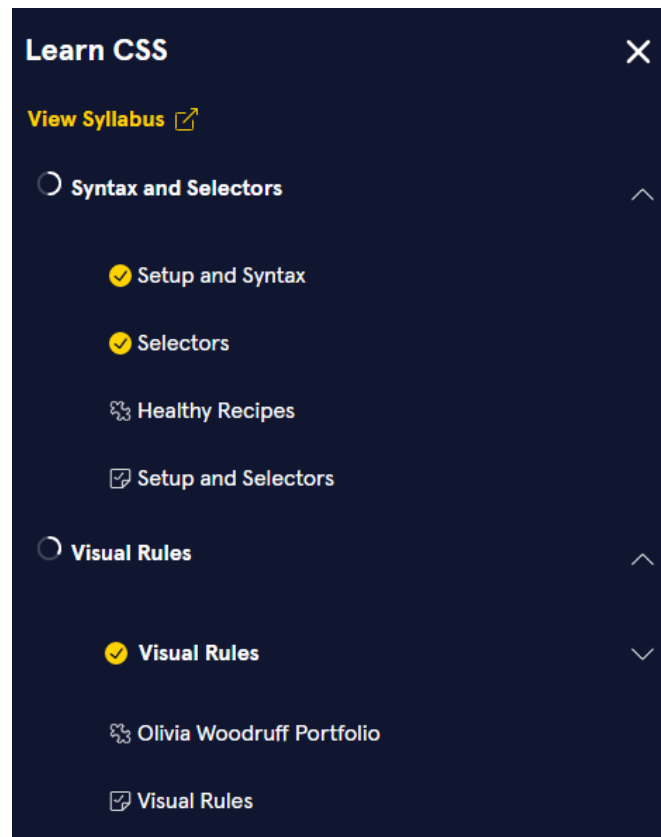 Learn CSS
View Syllabus
Syntax and Selectors
Setup and Syntax
Selectors
Healthy Recipes
Setup and Selectors
Visual Rules
Visual Rules
Olivia Woodruff Portfolio
Visual Rules